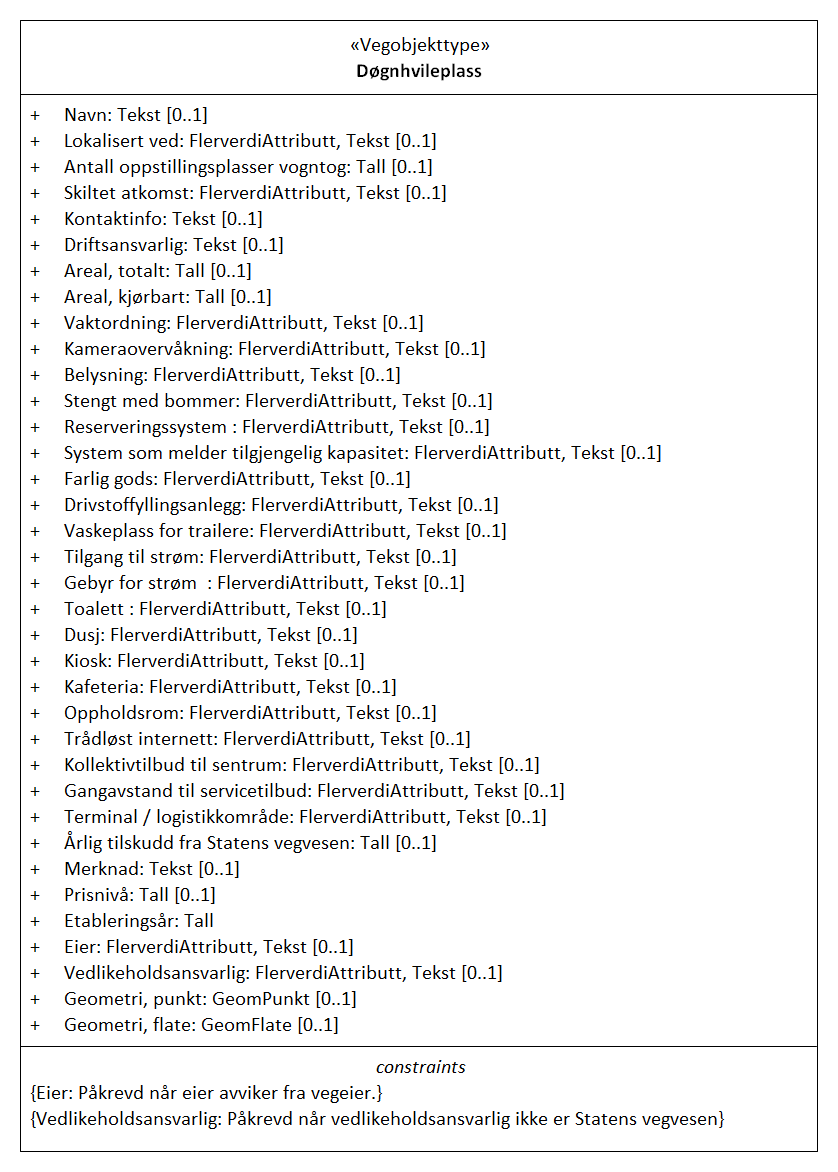 «Vegobjekttype»
Døgnhvileplass
+ Navn: Tekst [0..1]
+ Lokalisert ved: FlerverdiAttributt, Tekst [0..1]
+ Antall oppstillingsplasser vogntog: Tall [0..1]
+ Skiltet atkomst: FlerverdiAttributt, Tekst [0..1]
+ Kontaktinfo: Tekst [0..1]
+ Driftsansvarlig: Tekst [0..1]
+ Areal, totalt: Tall [0..1]
+ Areal, kjørbart: Tall [0..1]
+ Vaktordning: FlerverdiAttributt, Tekst [0..1]
+ Kameraovervåkning: FlerverdiAttributt, Tekst [0..1]
+ Belysning: FlerverdiAttributt, Tekst [0..1]
+ Stengt med bommer: FlerverdiAttributt, Tekst [0..1]
+ Reserveringssystem : FlerverdiAttributt, Tekst [0..1]
+ System som melder tilgjengelig kapasitet: FlerverdiAttributt, Tekst [0..1]
+ Farlig gods: FlerverdiAttributt, Tekst [0..1]
+ Drivstoffyllingsanlegg: FlerverdiAttributt, Tekst [0..1]
+ Vaskeplass for trailere: FlerverdiAttributt, Tekst [0..1]
+ Tilgang til strøm: FlerverdiAttributt, Tekst [0..1]
+ Gebyr for strøm  : FlerverdiAttributt, Tekst [0..1]
+ Toalett : FlerverdiAttributt, Tekst [0..1]
+ Dusj: FlerverdiAttributt, Tekst [0..1]
+ Kiosk: FlerverdiAttributt, Tekst [0..1]
+ Kafeteria: FlerverdiAttributt, Tekst [0..1]
+ Oppholdsrom: FlerverdiAttributt, Tekst [0..1]
+ Trådløst internett: FlerverdiAttributt, Tekst [0..1]
+ Kollektivtilbud til sentrum: FlerverdiAttributt, Tekst [0..1]
+ Gangavstand til servicetilbud: FlerverdiAttributt, Tekst [0..1]
+ Terminal / logistikkområde: FlerverdiAttributt, Tekst [0..1]
+ Årlig tilskudd fra Statens vegvesen: Tall [0..1]
+ Merknad: Tekst [0..1]
+ Prisnivå: Tall [0..1]
+ Etableringsår: Tall
+ Eier: FlerverdiAttributt, Tekst [0..1]
+ Vedlikeholdsansvarlig: FlerverdiAttributt, Tekst [0..1]
+ Geometri, punkt: GeomPunkt [0..1]
+ Geometri, flate: GeomFlate [0..1]
constraints
{Eier: Påkrevd når eier avviker fra vegeier.}
{Vedlikeholdsansvarlig: Påkrevd når vedlikeholdsansvarlig ikke er Statens vegvesen}